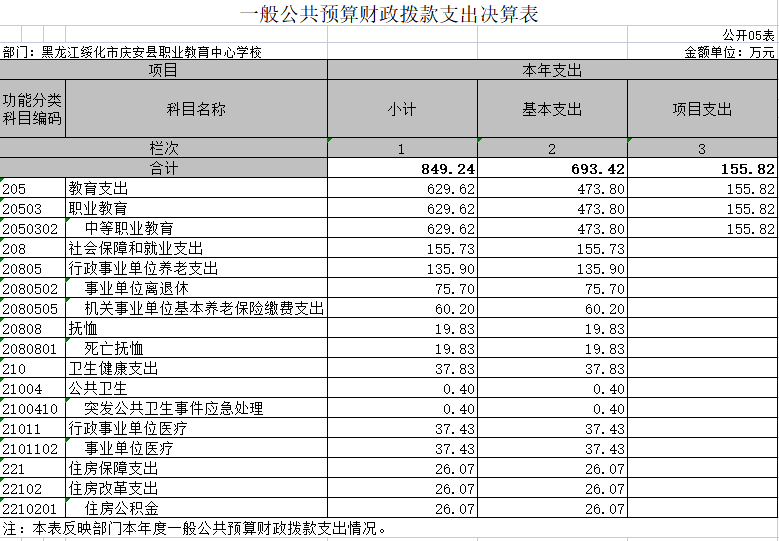 一般公共预算财政拨款支出决算表
公开05表
部门：黑龙江绥化市庆安县职业教育中心学校 金额单位：万元
项目 本年支出
功能分类科目编码 科目名称 小计 基本支出 项目支出
栏次 1 2 3
合计 849.24 693.42 155.82
205 教育支出 629.62 473.80 155.82
20503 职业教育 629.62 473.80 155.82
2050302 中等职业教育 629.62 473.80 155.82
208 社会保障和就业支出 155.73 155.73
20805 行政事业单位养老支出 135.90 135.90
2080502 事业单位离退休 75.70 75.70
2080505 机关事业单位基本养老保险缴费支出 60.20 60.20
20808 抚恤 19.83 19.83
2080801 死亡抚恤 19.83 19.83
210 卫生健康支出 37.83 37.83
21004 公共卫生 0.40 0.40
2100410 突发公共卫生事件应急处理 0.40 0.40
21011 行政事业单位医疗 37.43 37.43
2101102 事业单位医疗 37.43 37.43
221 住房保障支出 26.07 26.07
22102 住房改革支出 26.07 26.07
2210201 住房公积金 26.07 26.07
注：本表反映部门本年度一般公共预算财政拨款支出情况。